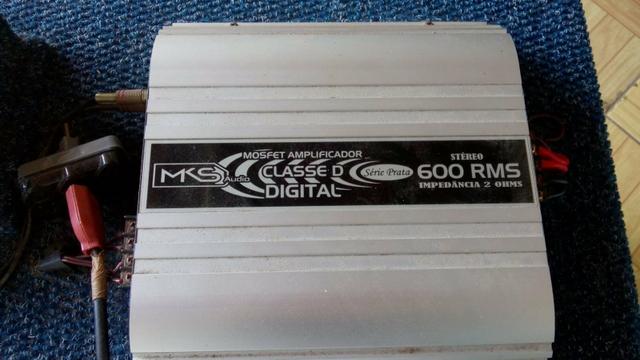 MKS Audio
MOSFET AMPLIFICADOR
CLASSE D
DIGITAL
Série Prata
STÉREO
600 RMS
IMPEDÂNCIA 2 OHMS